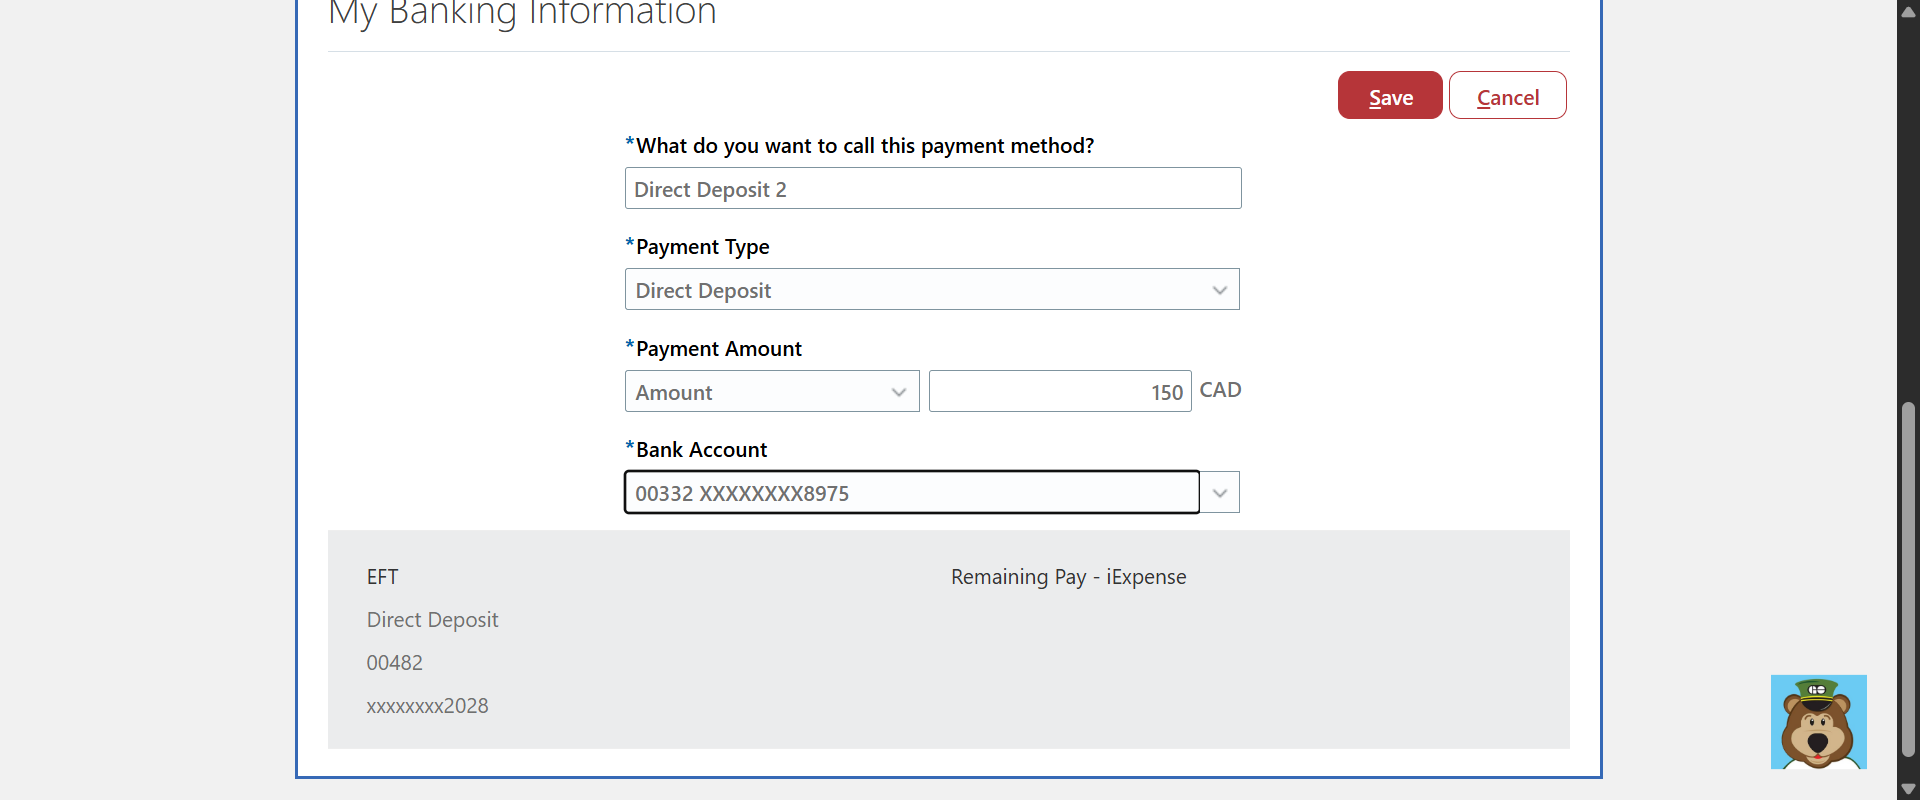 My Banking Information
Save Cancel
*What do you want to call this payment method?
Direct Deposit 2
*Payment Type
Direct Deposit
*Payment Amount
Amount 150 CAD
*Bank Account
00332 XXXXXXXX8975
EFT Remaining Pay - iExpense
Direct Deposit
00482
xxxxxxxx2028
GO